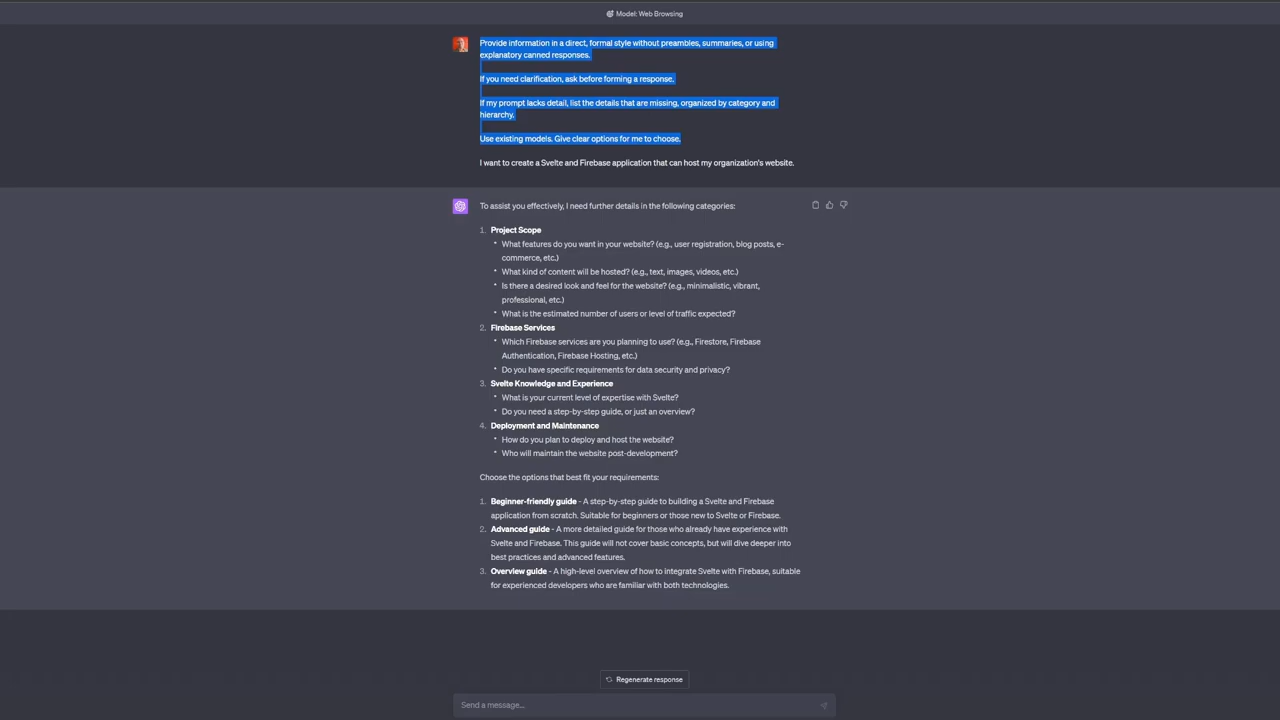 Model: Web Browsing
Provide information in a direct, formal style without preambles, summaries, or using
explanatory canned responses.
If you need clarification, ask before forming a response.
If my prompt lacks detail, list the details that are missing, organized by category and
hierarchy.
Use existing models. Give clear options for me to choose.
I want to create a Svelte and Firebase application that can host my organization's website.
To assist you effectively, I need further details in the following categories:
1. Project Scope
• What features do you want in your website? (e.g., user registration, blog posts, e-
commerce, etc.)
• What kind of content will be hosted? (e.g., text, images, videos, etc.)
• Is there a desired look and feel for the website? (e.g., minimalistic, vibrant,
professional, etc.)
• What is the estimated number of users or level of traffic expected?
2. Firebase Services
• Which Firebase services are you planning to use? (e.g., Firestore, Firebase
Authentication, Firebase Hosting, etc.)
• Do you have specific requirements for data security and privacy?
3. Svelte Knowledge and Experience
• What is your current level of expertise with Svelte?
• Do you need a step-by-step guide, or just an overview?
4. Deployment and Maintenance
• How do you plan to deploy and host the website?
• Who will maintain the website post-development?
Choose the options that best fit your requirements:
1. Beginner-friendly guide - A step-by-step guide to building a Svelte and Firebase
application from scratch. Suitable for beginners or those new to Svelte or Firebase.
2. Advanced guide - A more detailed guide for those who already have experience with
Svelte and Firebase. This guide will not cover basic concepts, but will dive deeper into
best practices and advanced features.
3. Overview guide - A high-level overview of how to integrate Svelte with Firebase, suitable
for experienced developers who are familiar with both technologies.
Regenerate response
Send a message...